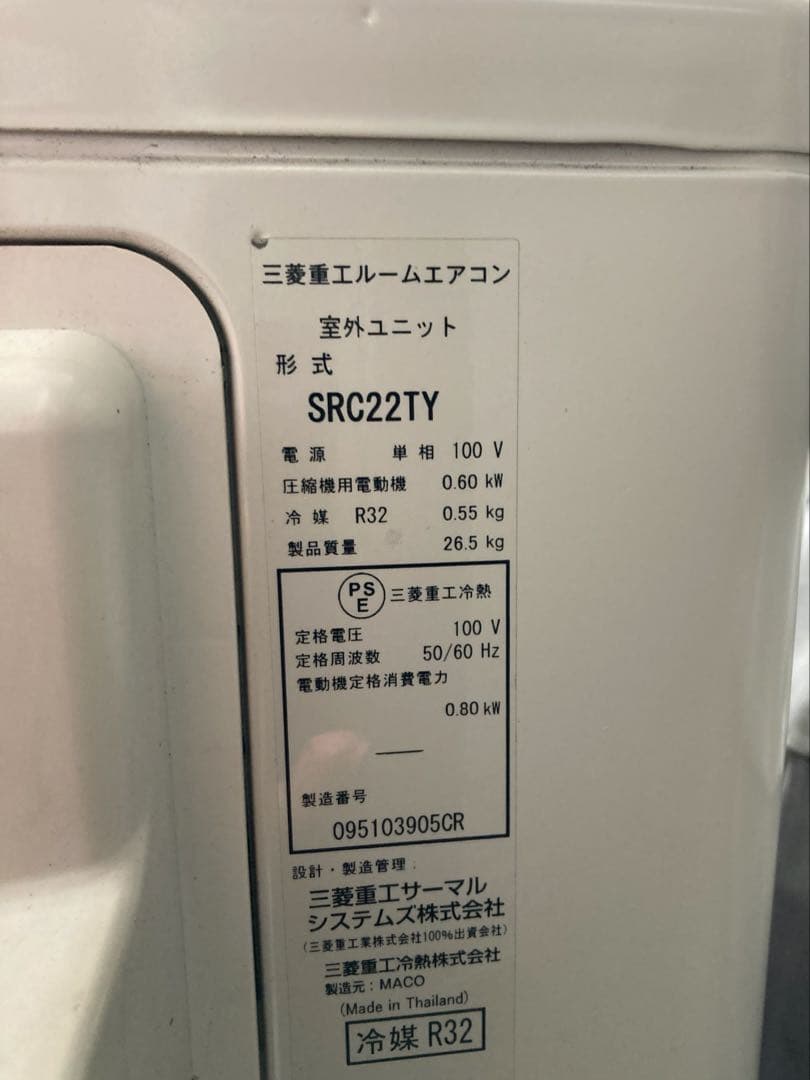 三菱重工ルームエアコン
室外ユニット
形式
SRC22TY
電源 単相 100 V
圧縮機用電動機 0.60 kW
冷媒 R32 0.55 kg
製品質量 26.5 kg
PS
E
三菱重工冷熱
定格電圧 100 V
定格周波数 50/60 Hz
電動機定格消費電力
0.80 kW
製造番号
095103905CR
設計・製造管理:
三菱重工サーマル
システムズ株式会社
(三菱重工業株式会社100%出資会社)
三菱重工冷熱株式会社
製造元:MACO
(Made in Thailand)
冷媒 R32